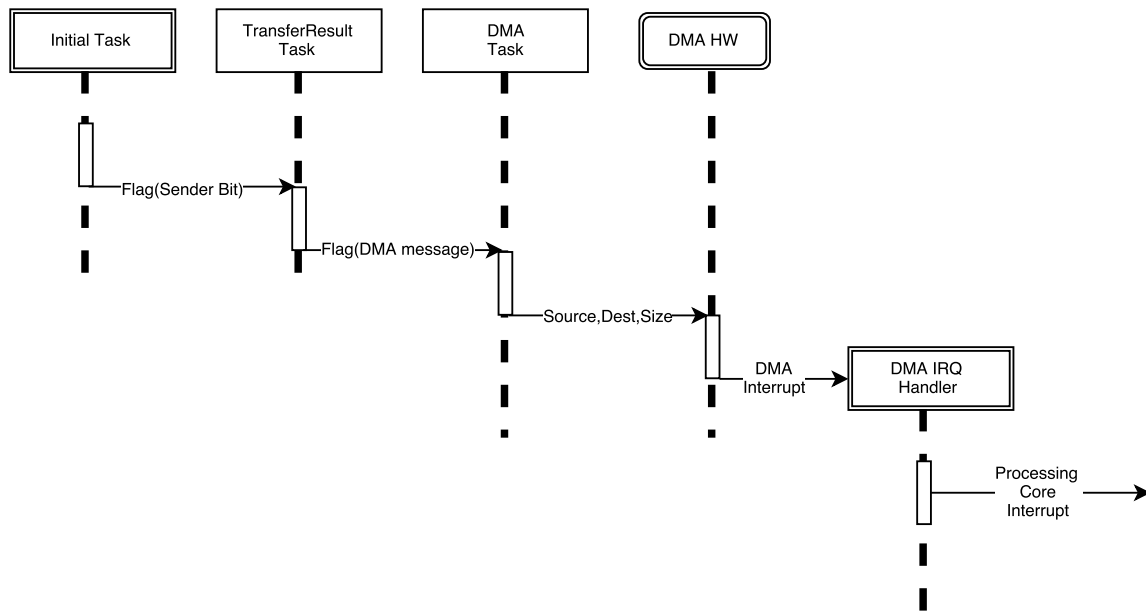 Initial Task
TransferResult
Task
DMA
Task
DMA HW
Flag(Sender Bit)
Flag(DMA message)
Source,Dest,Size
DMA
Interrupt
DMA IRQ
Handler
Processing
Core
Interrupt